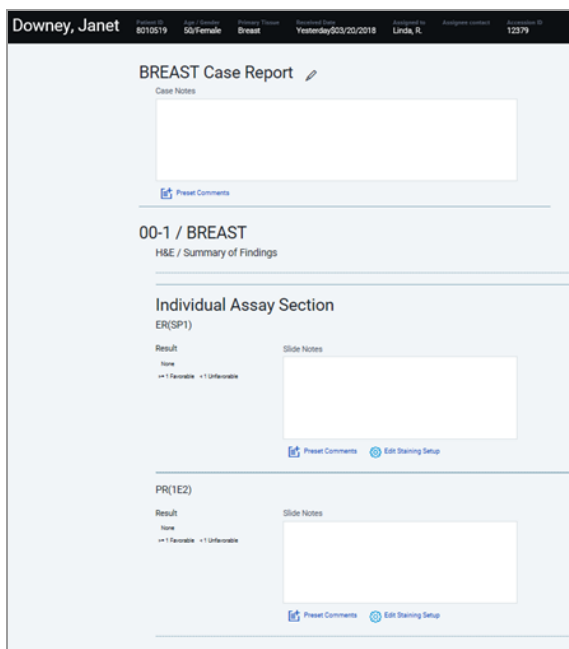 Downey, Janet
Patient ID Age / Gender Primary Tissue Received Date Assigned to Assignee contact Accession ID
8010519 50/Female Breast Yesterday$03/20/2018 Linda, R. 12379
BREAST Case Report
Case Notes
Preset Comments
00-1 / BREAST
H&E / Summary of Findings
Individual Assay Section
ER(SP1)
Result Slide Notes
None
>= 1 Favorable < 1 Unfavorable
Preset Comments Edit Staining Setup
PR(1E2)
Result Slide Notes
None
>= 1 Favorable < 1 Unfavorable
Preset Comments Edit Staining Setup